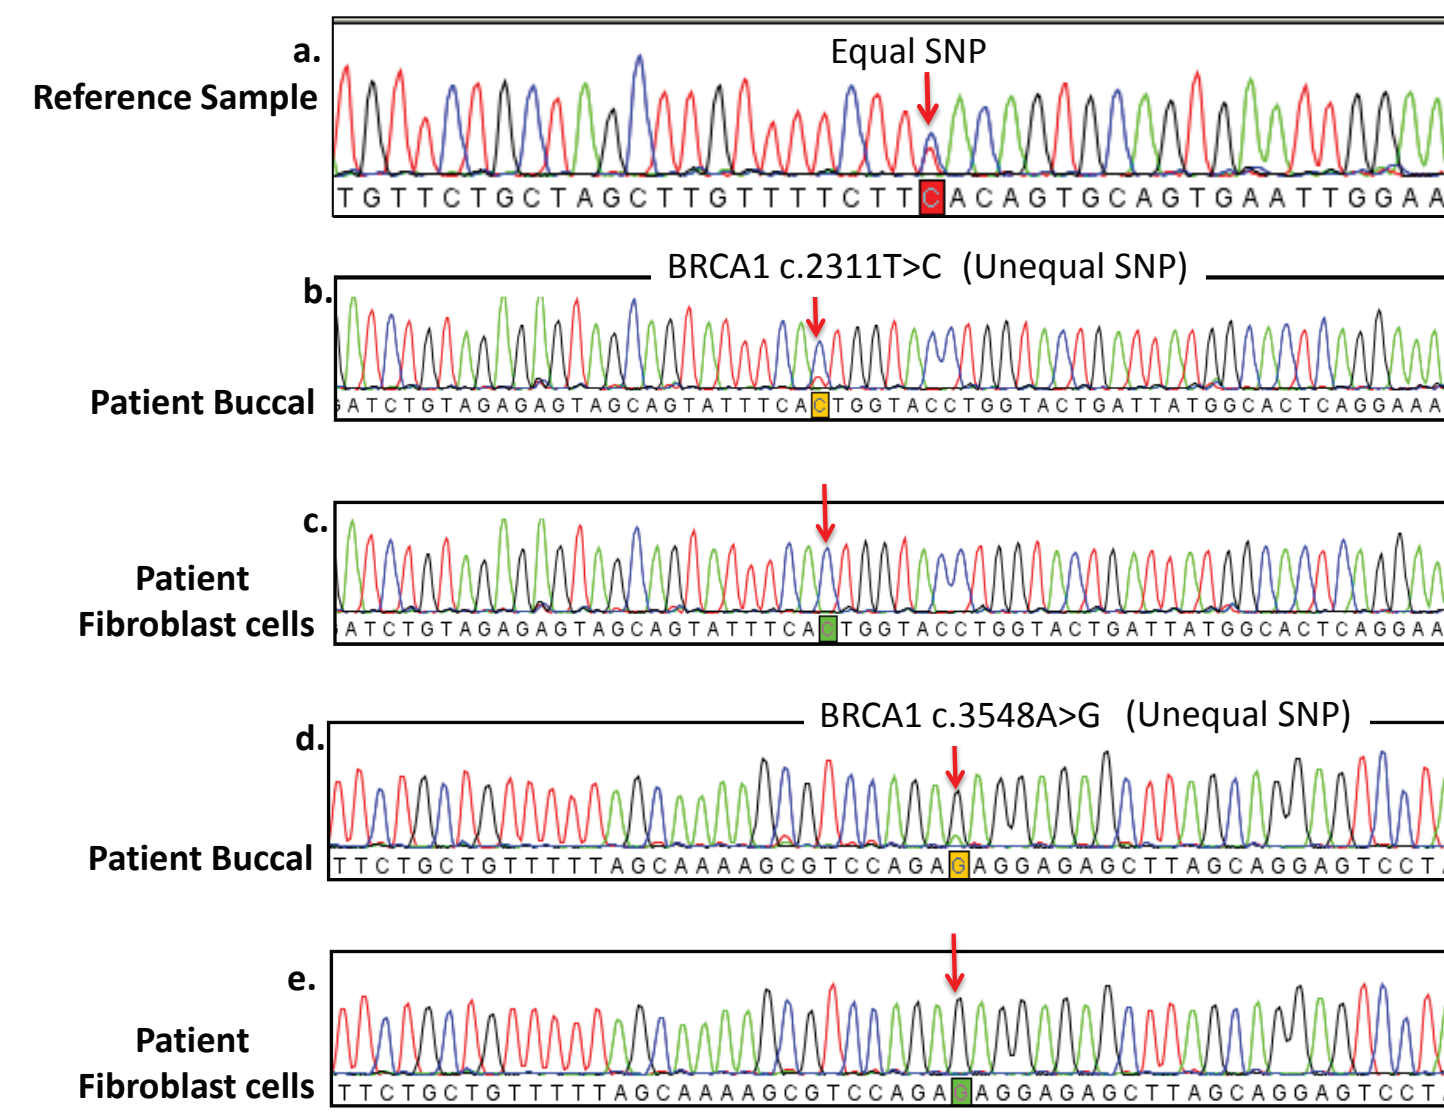 a.
Reference Sample
Equal SNP
TGTTCTGCTAGCTTGTTTTCTTCACAGTGCAGTGAATTGGAA
BRCA1 c.2311T>C (Unequal SNP)
b.
Patient Buccal
GATCTGTAGAGAGTAGCAGTATTTCACTGGTACCTGGTACTGATTATGGCACTCAGGAAA
c.
Patient
Fibroblast cells
ATCTGTAGAGAGTAGCAGTATTTCACTGGTACCTGGTACTGATTATGGCACTCAGGAA
BRCA1 c.3548A>G (Unequal SNP)
d.
Patient Buccal
TTCTGCTGTTTTTAGCAAAAGCGTCCAGAGAGGAGAGCTTAGCAGGAGTCCT
e.
Patient
Fibroblast cells
TTCTGCTGTTTTTAGCAAAAGCGTCCAGAGAGGAGAGCTTAGCAGGAGTCCT